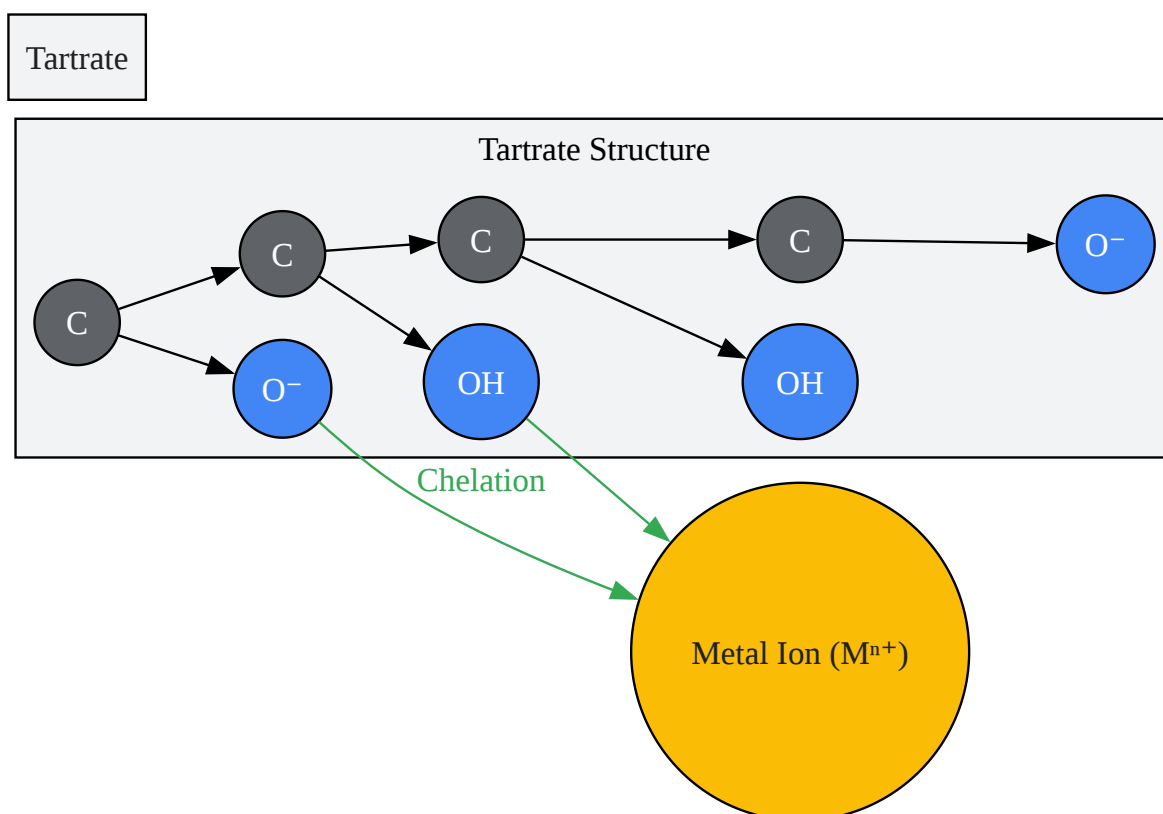 Tartrate
Tartrate Structure
C
C
C
C
O⁻
O⁻
OH
OH
Chelation
Metal Ion (Mⁿ⁺)